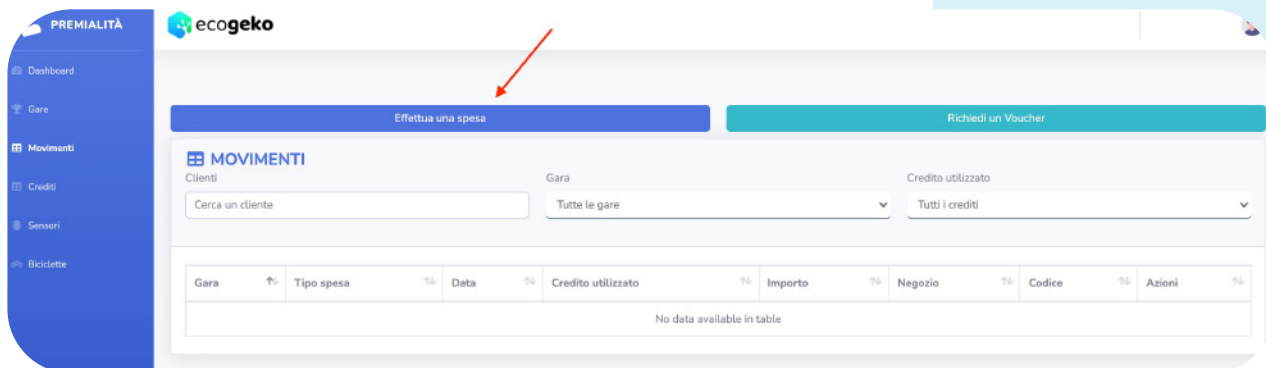 PREMIALITÀ
ecogeko
Dashboard
Gare
Movimenti
Crediti
Sensori
Biciclette
Effettua una spesa
Richiedi un Voucher
MOVIMENTI
Clienti
Gara
Credito utilizzato
Cerca un cliente
Tutte le gare
Tutti i crediti
Gara Tipo spesa Data Credito utilizzato Importo Negozio Codice Azioni
No data available in table